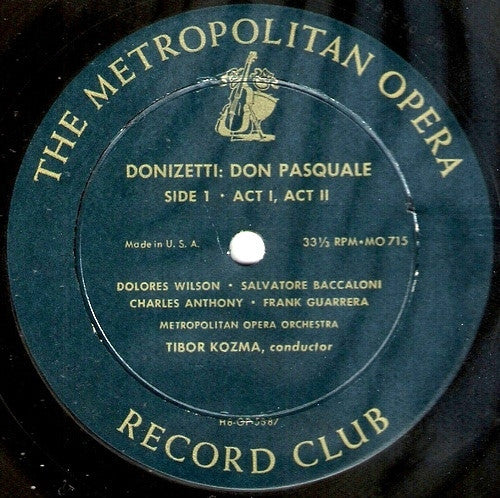 THE METROPOLITAN OPERA
DONIZETTI: DON PASQUALE
SIDE 1 · ACT I, ACT II
Made in U. S. A.
33⅓ RPM • MO 715
DOLORES WILSON · SALVATORE BACCALONI
CHARLES ANTHONY · FRANK GUARRERA
METROPOLITAN OPERA ORCHESTRA
TIBOR KOZMA, conductor
RECORD CLUB